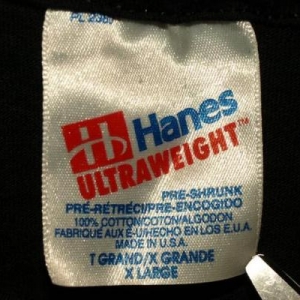 Hanes
ULTRAWEIGHT™
PRE-SHRUNK
PRÉ-RÉTRÉCI/PRE-ENCOGIDO
100% COTTON/COTON/ALGODON
FABRIQUE AUX É-U/HECHO EN LOS E.U.A.
MADE IN U.S.A.
T GRAND/X GRANDE
X LARGE